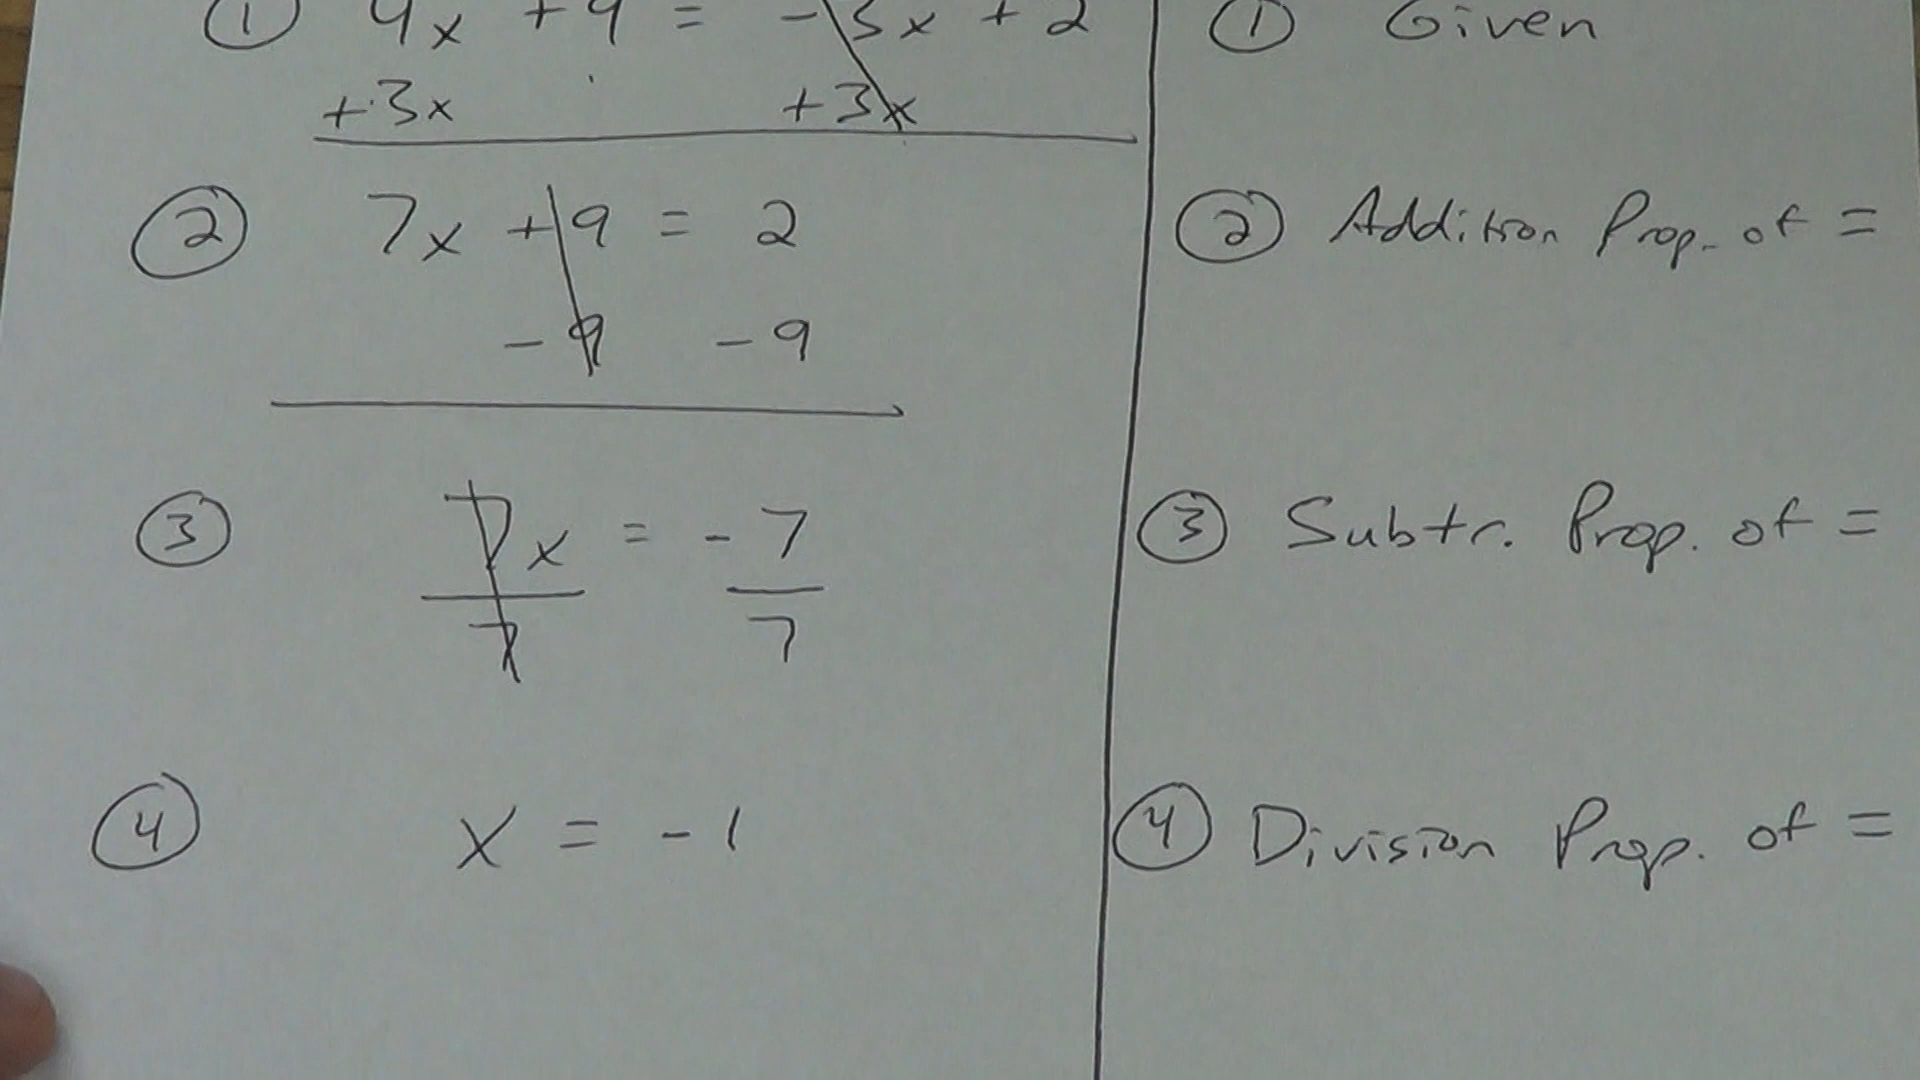 ① 4x + 9 = -3x + 2 ① Given
+3x +3x
② 7x + 9 = 2 ② Addition Prop. of =
- 9 - 9
③ 7x = -7 ③ Subtr. Prop. of =
7 7
④ x = -1 ④ Division Prop. of =